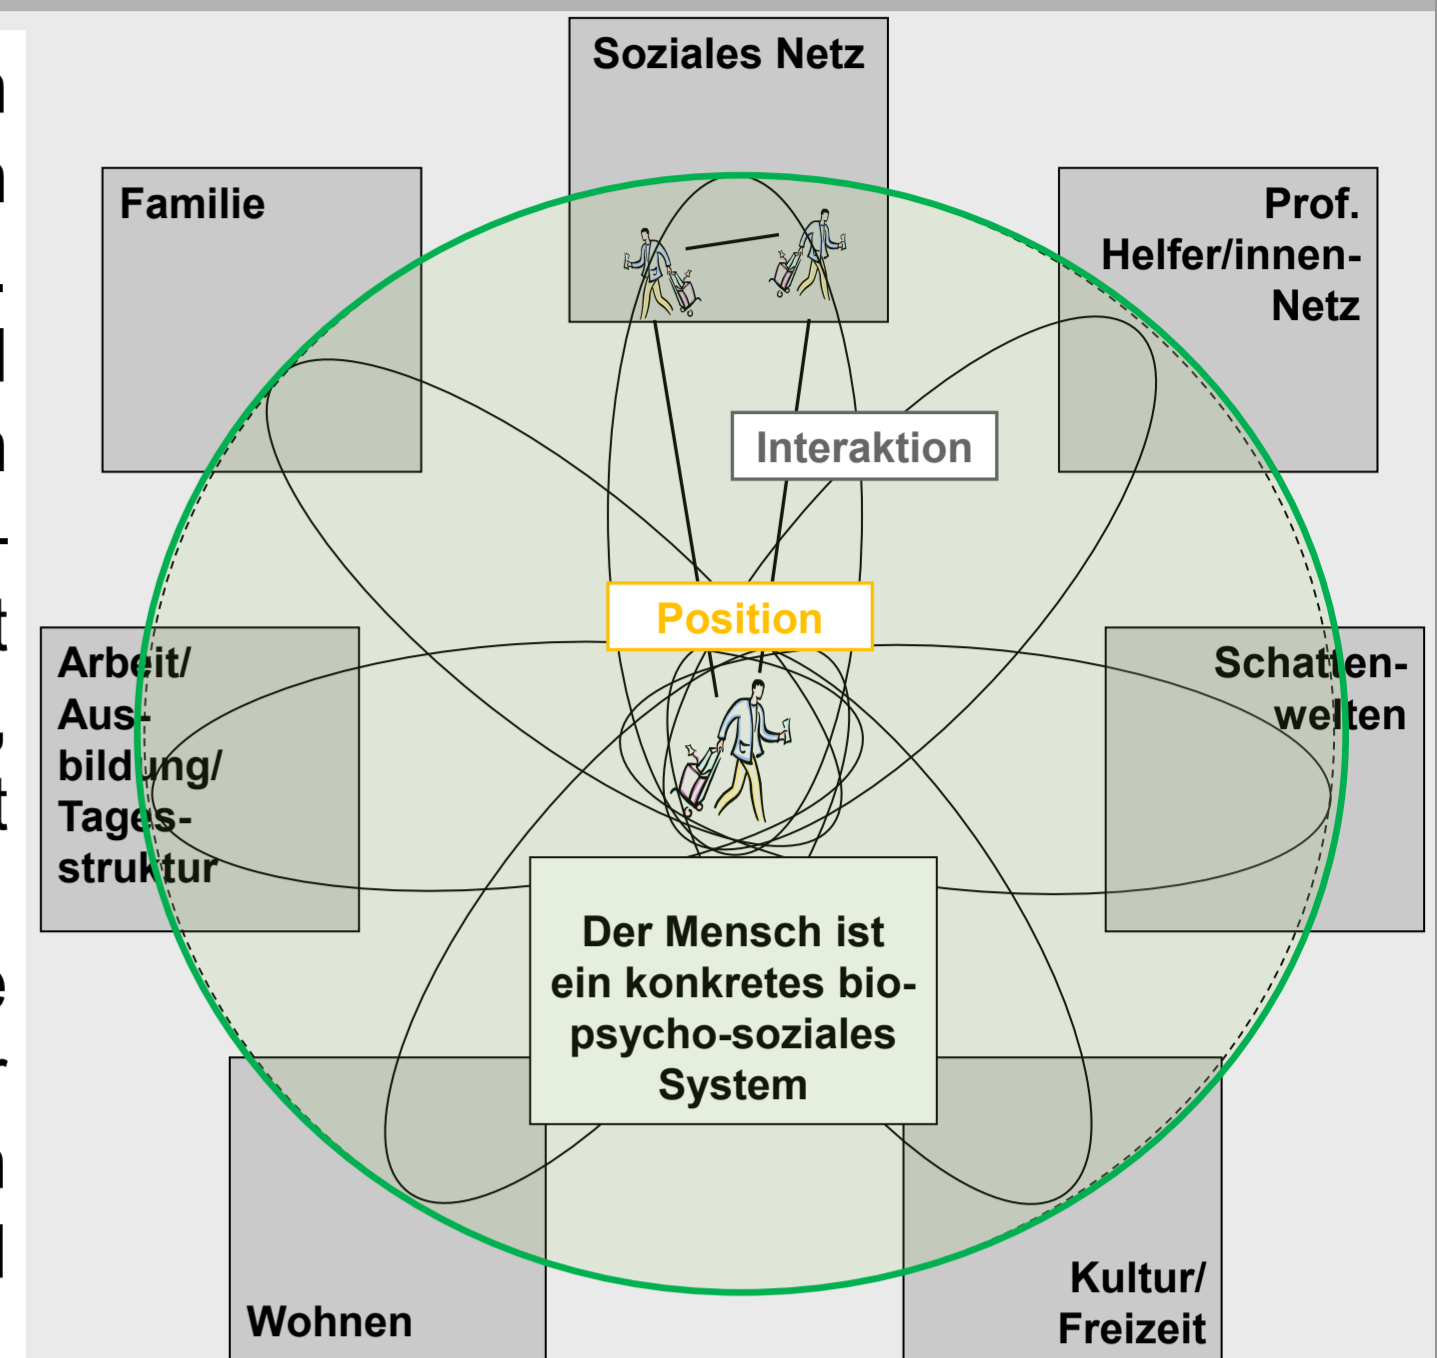 Soziales Netz
Familie
Prof.
Helfer/innen-
Netz
Interaktion
Position
Arbeit/
Aus-
bildung/
Tages-
struktur
Schatten-
welten
Der Mensch ist
ein konkretes bio-
psycho-soziales
System
Wohnen
Kultur/
Freizeit